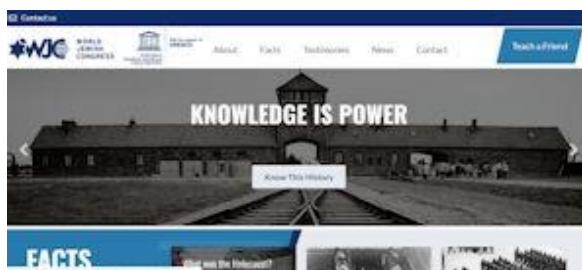 Contact us
WJC WORLD
JEWISH
CONGRESS
About Facts Testimonies News Contact
Teach a Friend
KNOWLEDGE IS POWER
Know This History
FACTS
What was the Holocaust?